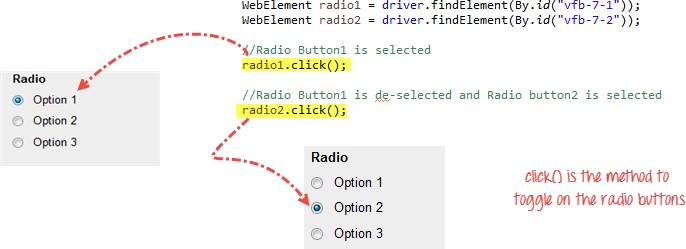 WebElement radio1 = driver.findElement(By.id("vfb-7-1"));
WebElement radio2 = driver.findElement(By.id("vfb-7-2"));
//Radio Button1 is selected
radio1.click();
//Radio Button1 is de-selected and Radio button2 is selected
radio2.click();
Radio
Option 1
Option 2
Option 3
Radio
Option 1
Option 2
Option 3
click() is the method to
toggle on the radio buttons